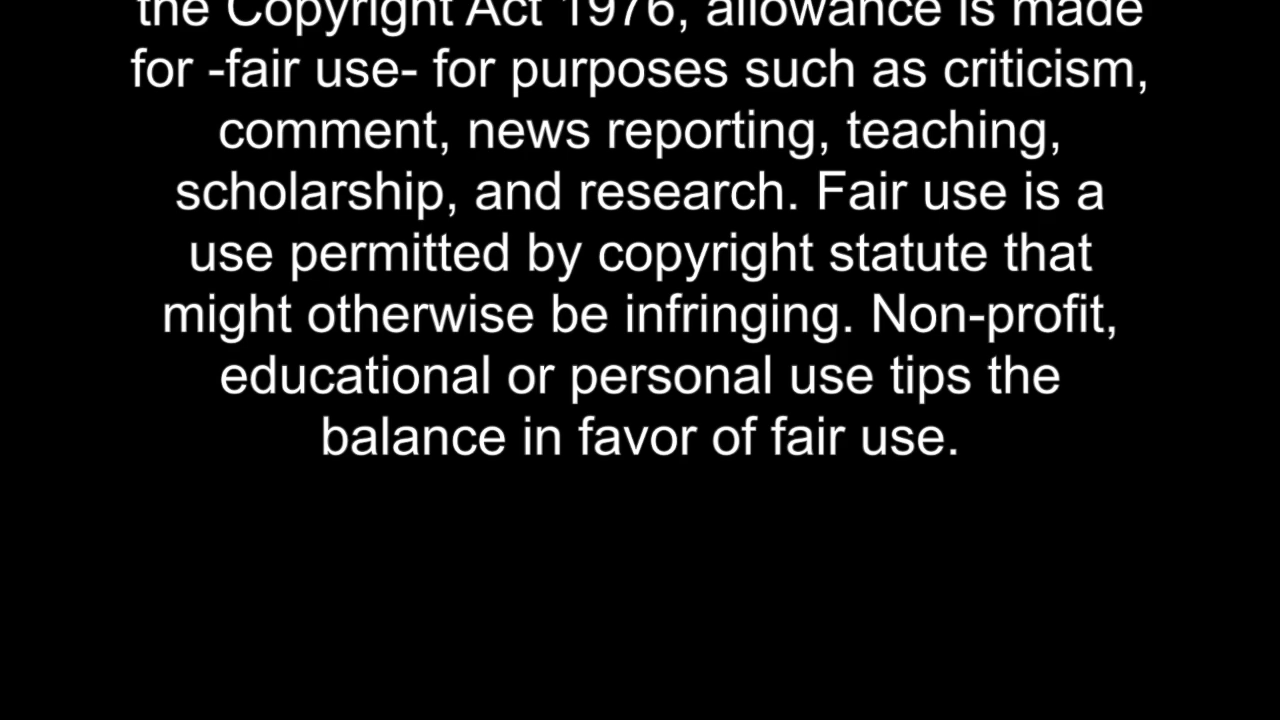 the Copyright Act 1976, allowance is made
for -fair use- for purposes such as criticism,
comment, news reporting, teaching,
scholarship, and research. Fair use is a
use permitted by copyright statute that
might otherwise be infringing. Non-profit,
educational or personal use tips the
balance in favor of fair use.